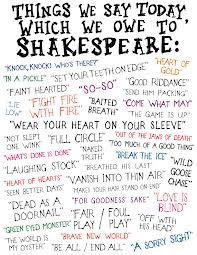 THINGS WE SAY TODAY,
WHICH WE OWE TO
SHAKESPEARE:
"KNOCK, KNOCK! WHO'S THERE?" "HEART OF GOLD"
"IN A PICKLE" "SET YOUR TEETH ON EDGE"
"FAINT HEARTED" "SO-SO" "GOOD RIDDANCE"
"FIGHT FIRE WITH FIRE" "SEND HIM PACKING"
"LIE LOW" "BAITED BREATH" "COME WHAT MAY"
"THE GAME IS UP"
"WEAR YOUR HEART ON YOUR SLEEVE"
"NOT SLEPT ONE WINK" "FULL CIRCLE" "OUT OF THE JAWS OF DEATH"
"TOO MUCH OF A GOOD THING"
"WHAT'S DONE IS DONE" "NAKED TRUTH" "BREAK THE ICE" "WILD GOOSE CHASE"
"LAUGHING STOCK" "BREATHED HIS LAST"
"HEART OF HEARTS" "VANISH INTO THIN AIR"
"SEEN BETTER DAYS" "MAKES YOUR HAIR STAND ON END"
"DEAD AS A DOORNAIL" "FOR GOODNESS' SAKE" "LOVE IS BLIND"
"GREEN EYED MONSTER" "FAIR / FOUL PLAY" "OFF WITH HIS HEAD"
"THE WORLD IS MY OYSTER" "BRAVE NEW WORLD"
"BE ALL / END ALL" "A SORRY SIGHT"